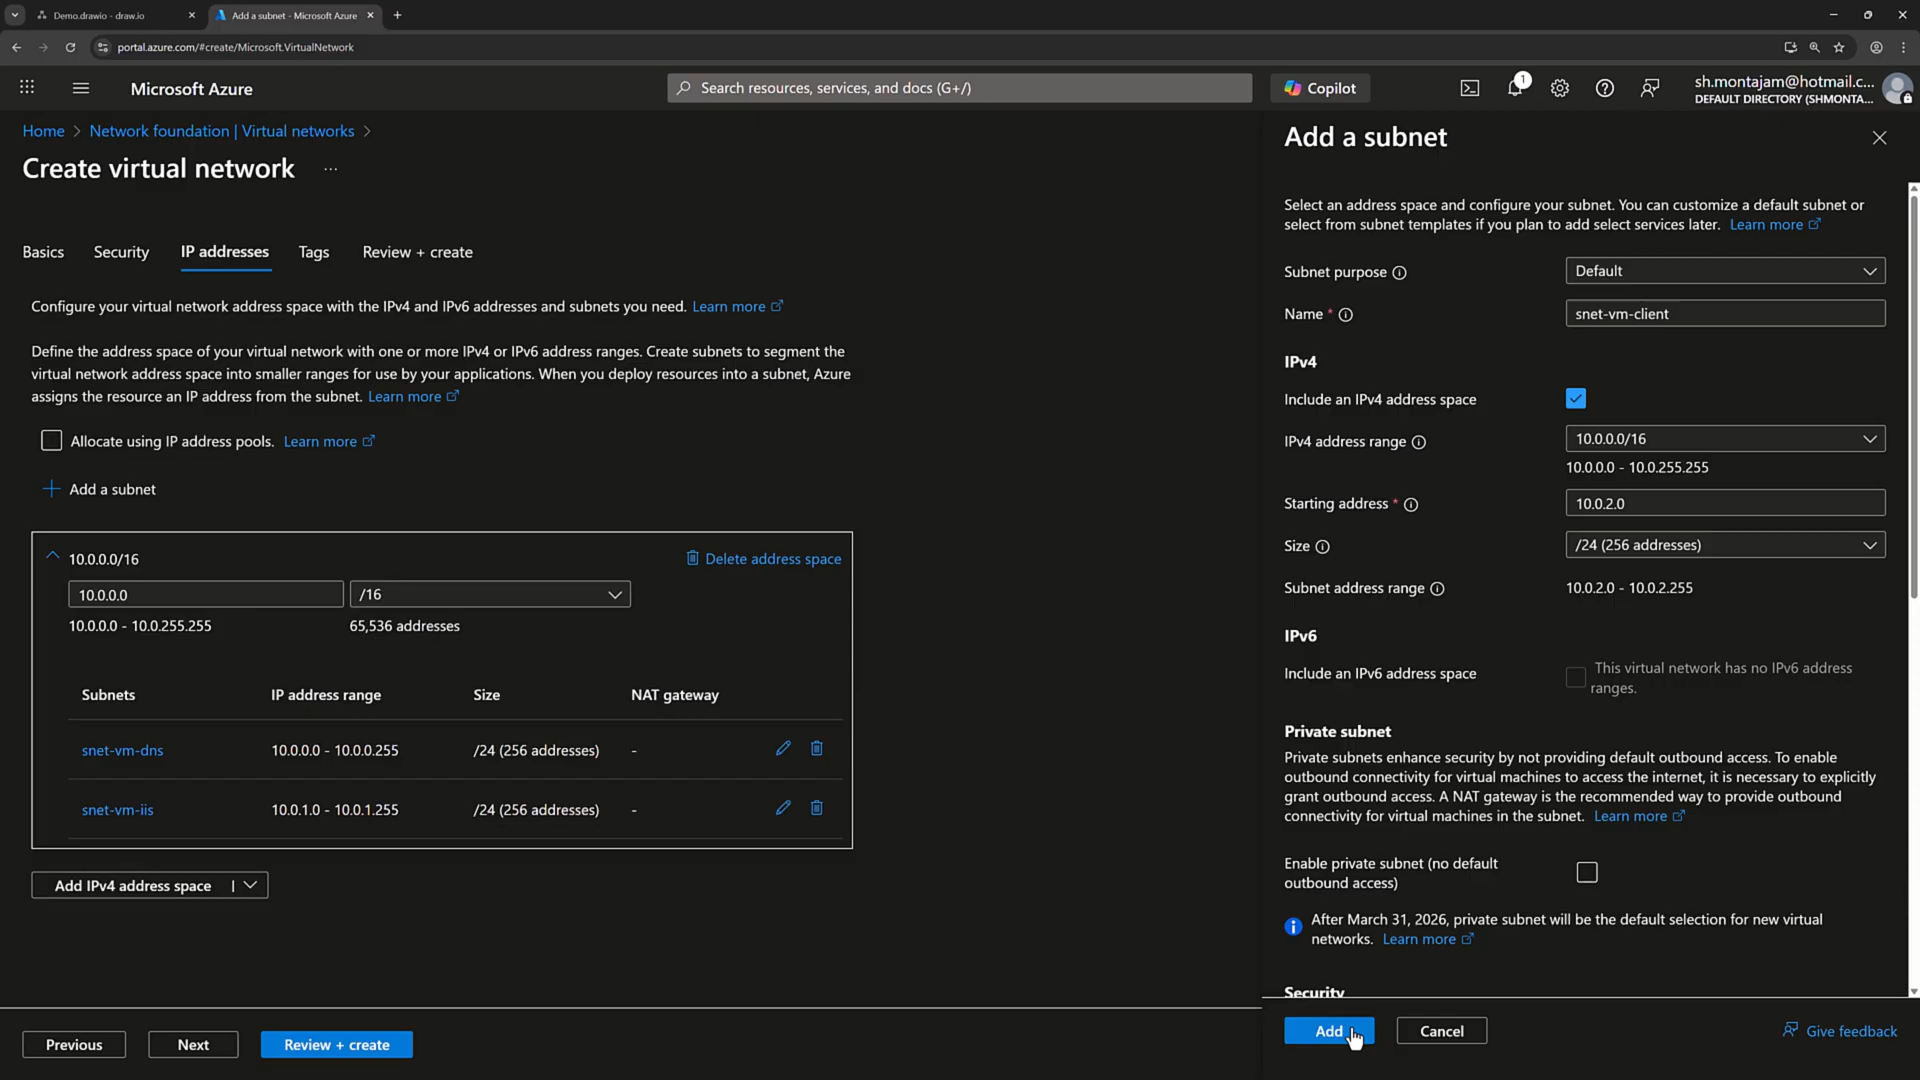 Demo.drawio - draw.io
Add a subnet - Microsoft Azure
portal.azure.com/#create/Microsoft.VirtualNetwork
Microsoft Azure
Search resources, services, and docs (G+/)
Copilot
1
sh.montajam@hotmail.c...
DEFAULT DIRECTORY (SHMONTA...
Home > Network foundation | Virtual networks >
Create virtual network ...
Basics
Security
IP addresses
Tags
Review + create
Configure your virtual network address space with the IPv4 and IPv6 addresses and subnets you need. Learn more
Define the address space of your virtual network with one or more IPv4 or IPv6 address ranges. Create subnets to segment the
virtual network address space into smaller ranges for use by your applications. When you deploy resources into a subnet, Azure
assigns the resource an IP address from the subnet. Learn more
Allocate using IP address pools. Learn more
Add a subnet
10.0.0.0/16
Delete address space
10.0.0.0
/16
10.0.0.0 - 10.0.255.255
65,536 addresses
Subnets
IP address range
Size
NAT gateway
snet-vm-dns
10.0.0.0 - 10.0.0.255
/24 (256 addresses)
-
snet-vm-iis
10.0.1.0 - 10.0.1.255
/24 (256 addresses)
-
Add IPv4 address space |
Previous
Next
Review + create
Add a subnet
Select an address space and configure your subnet. You can customize a default subnet or
select from subnet templates if you plan to add select services later. Learn more
Subnet purpose
Default
Name *
snet-vm-client
IPv4
Include an IPv4 address space
IPv4 address range
10.0.0.0/16
10.0.0.0 - 10.0.255.255
Starting address *
10.0.2.0
Size
/24 (256 addresses)
Subnet address range
10.0.2.0 - 10.0.2.255
IPv6
Include an IPv6 address space
This virtual network has no IPv6 address
ranges.
Private subnet
Private subnets enhance security by not providing default outbound access. To enable
outbound connectivity for virtual machines to access the internet, it is necessary to explicitly
grant outbound access. A NAT gateway is the recommended way to provide outbound
connectivity for virtual machines in the subnet. Learn more
Enable private subnet (no default
outbound access)
After March 31, 2026, private subnet will be the default selection for new virtual
networks. Learn more
Security
Add
Cancel
Give feedback